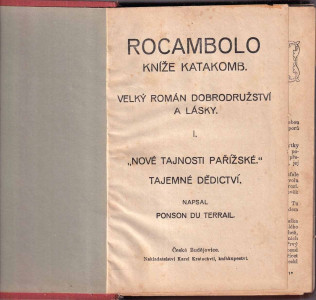 ROCAMBOLO
KNÍŽE KATAKOMB.
VELKÝ ROMÁN DOBRODRUŽSTVÍ
A LÁSKY.
I.
„NOVÉ TAJNOSTI PAŘÍŽSKÉ.“
TAJEMNÉ DĚDICTVÍ.
NAPSAL
PONSON DU TERRAIL.
České Budějovice.
Nakladatelství Karel Kratochvíl, knihkupectví.